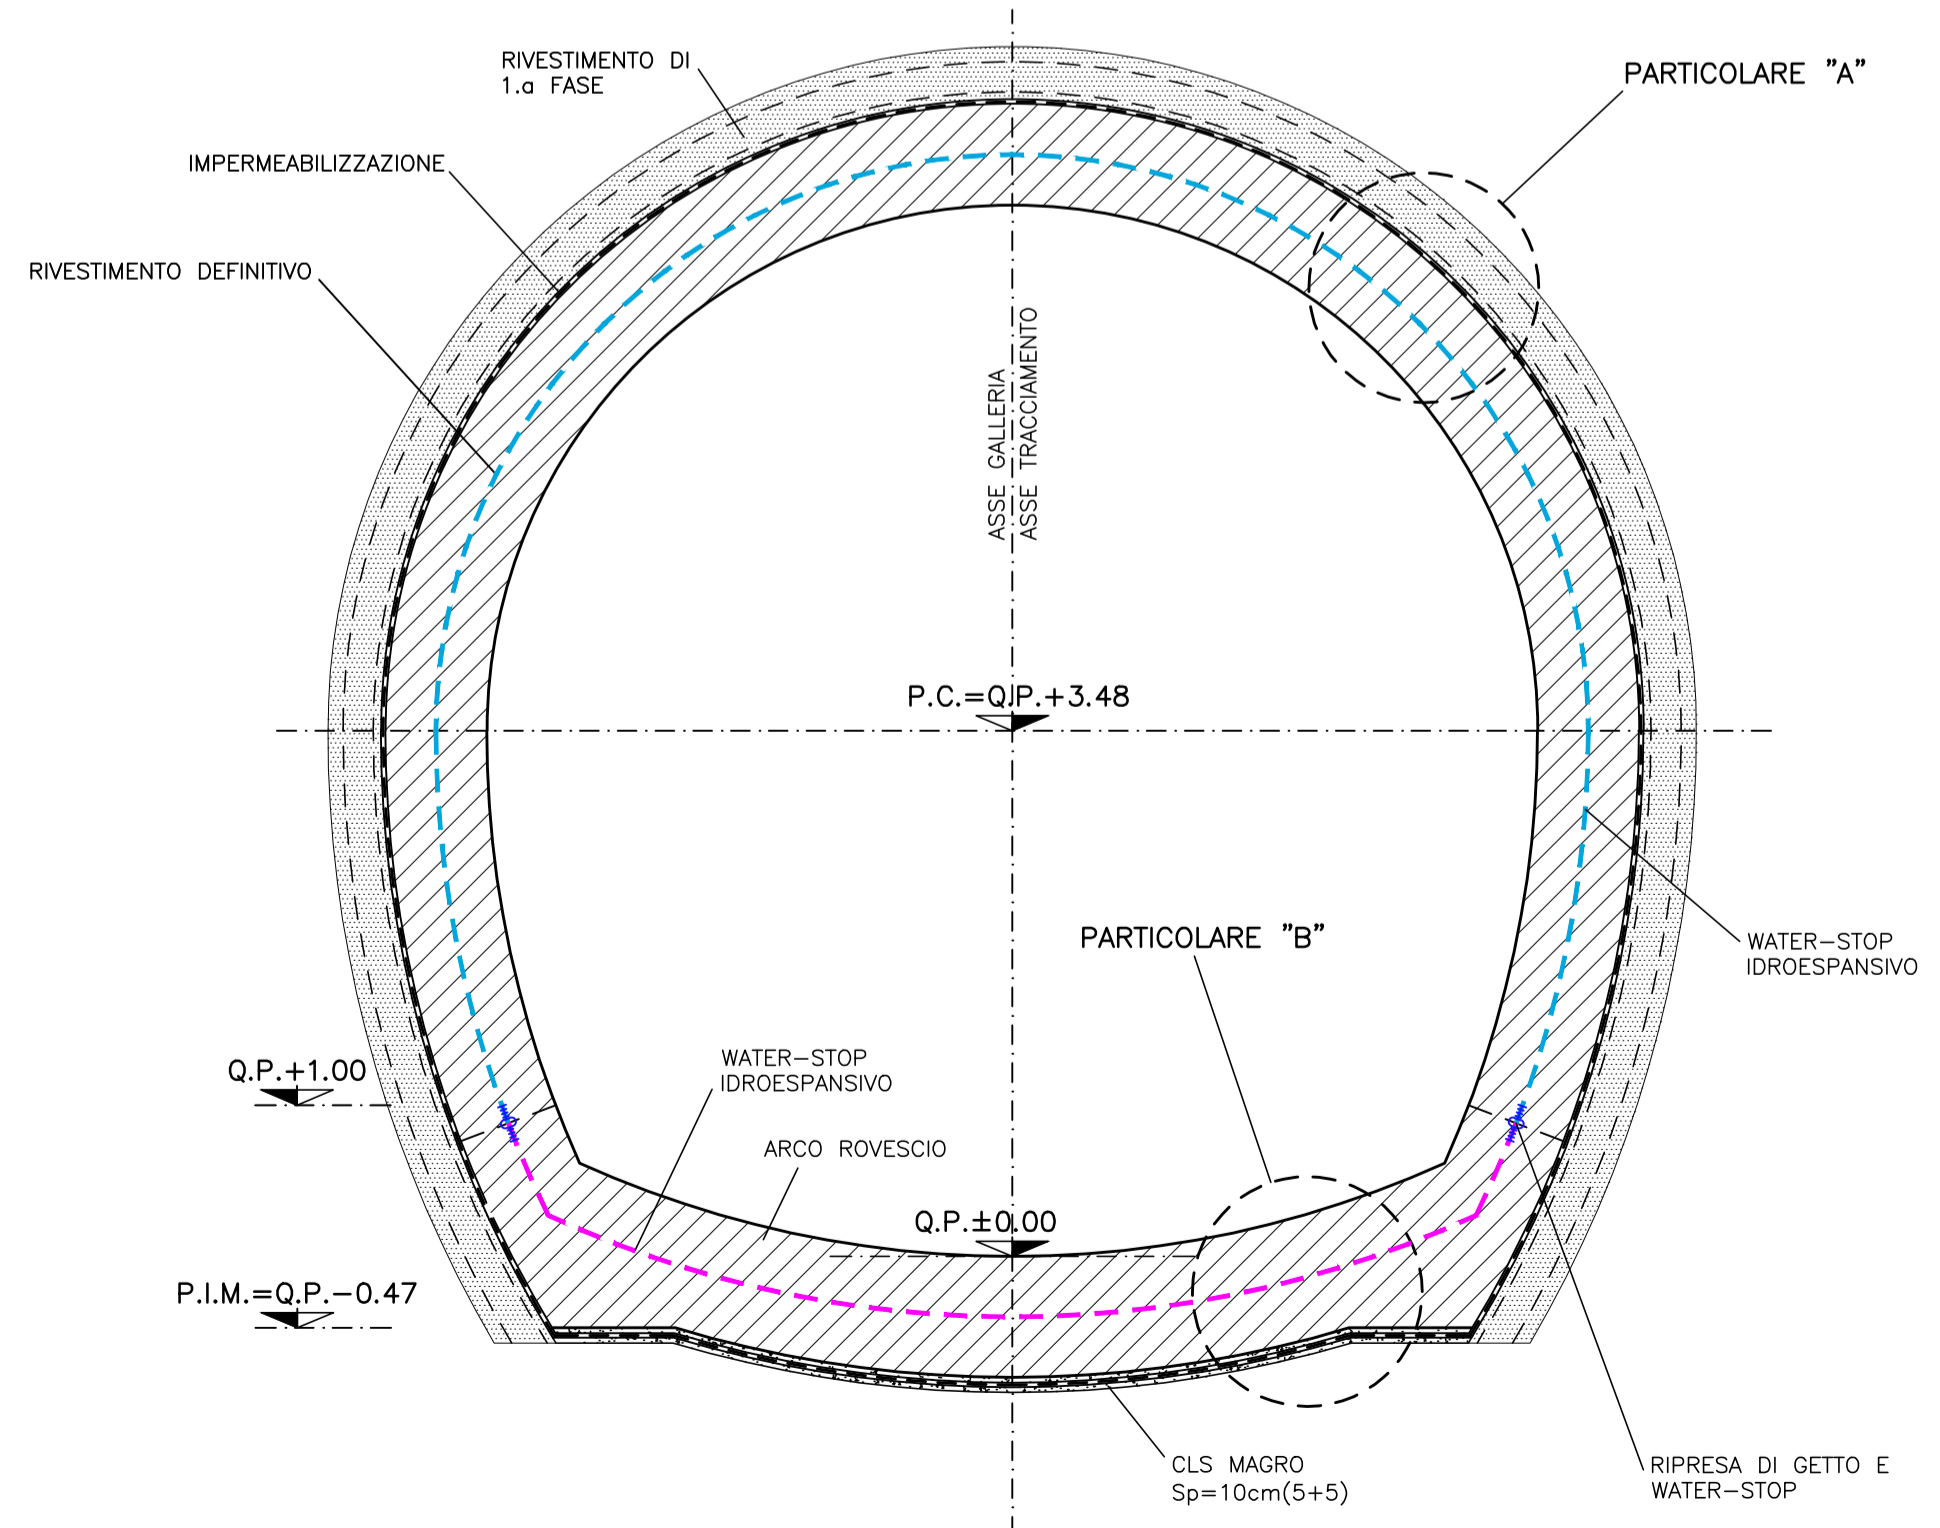 RIVESTIMENTO DI
1.a FASE
PARTICOLARE "A"
IMPERMEABILIZZAZIONE
RIVESTIMENTO DEFINITIVO
ASSE GALLERIA
ASSE TRACCIAMENTO
P.C.=Q.P.+3.48
PARTICOLARE "B"
WATER-STOP
IDROESPANSIVO
WATER-STOP
IDROESPANSIVO
Q.P.+1.00
ARCO ROVESCIO
Q.P.±0.00
P.I.M.=Q.P.-0.47
CLS MAGRO
Sp=10cm(5+5)
RIPRESA DI GETTO E
WATER-STOP